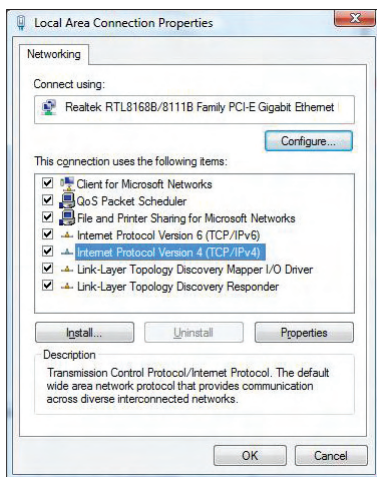 Local Area Connection Properties
Networking
Connect using:
Realtek RTL8168B/8111B Family PCI-E Gigabit Ethernet
Configure...
This connection uses the following items:
Client for Microsoft Networks
QoS Packet Scheduler
File and Printer Sharing for Microsoft Networks
Internet Protocol Version 6 (TCP/IPv6)
Internet Protocol Version 4 (TCP/IPv4)
Link-Layer Topology Discovery Mapper I/O Driver
Link-Layer Topology Discovery Responder
Install... Uninstall Properties
Description
Transmission Control Protocol/Internet Protocol. The default
wide area network protocol that provides communication
across diverse interconnected networks.
OK Cancel